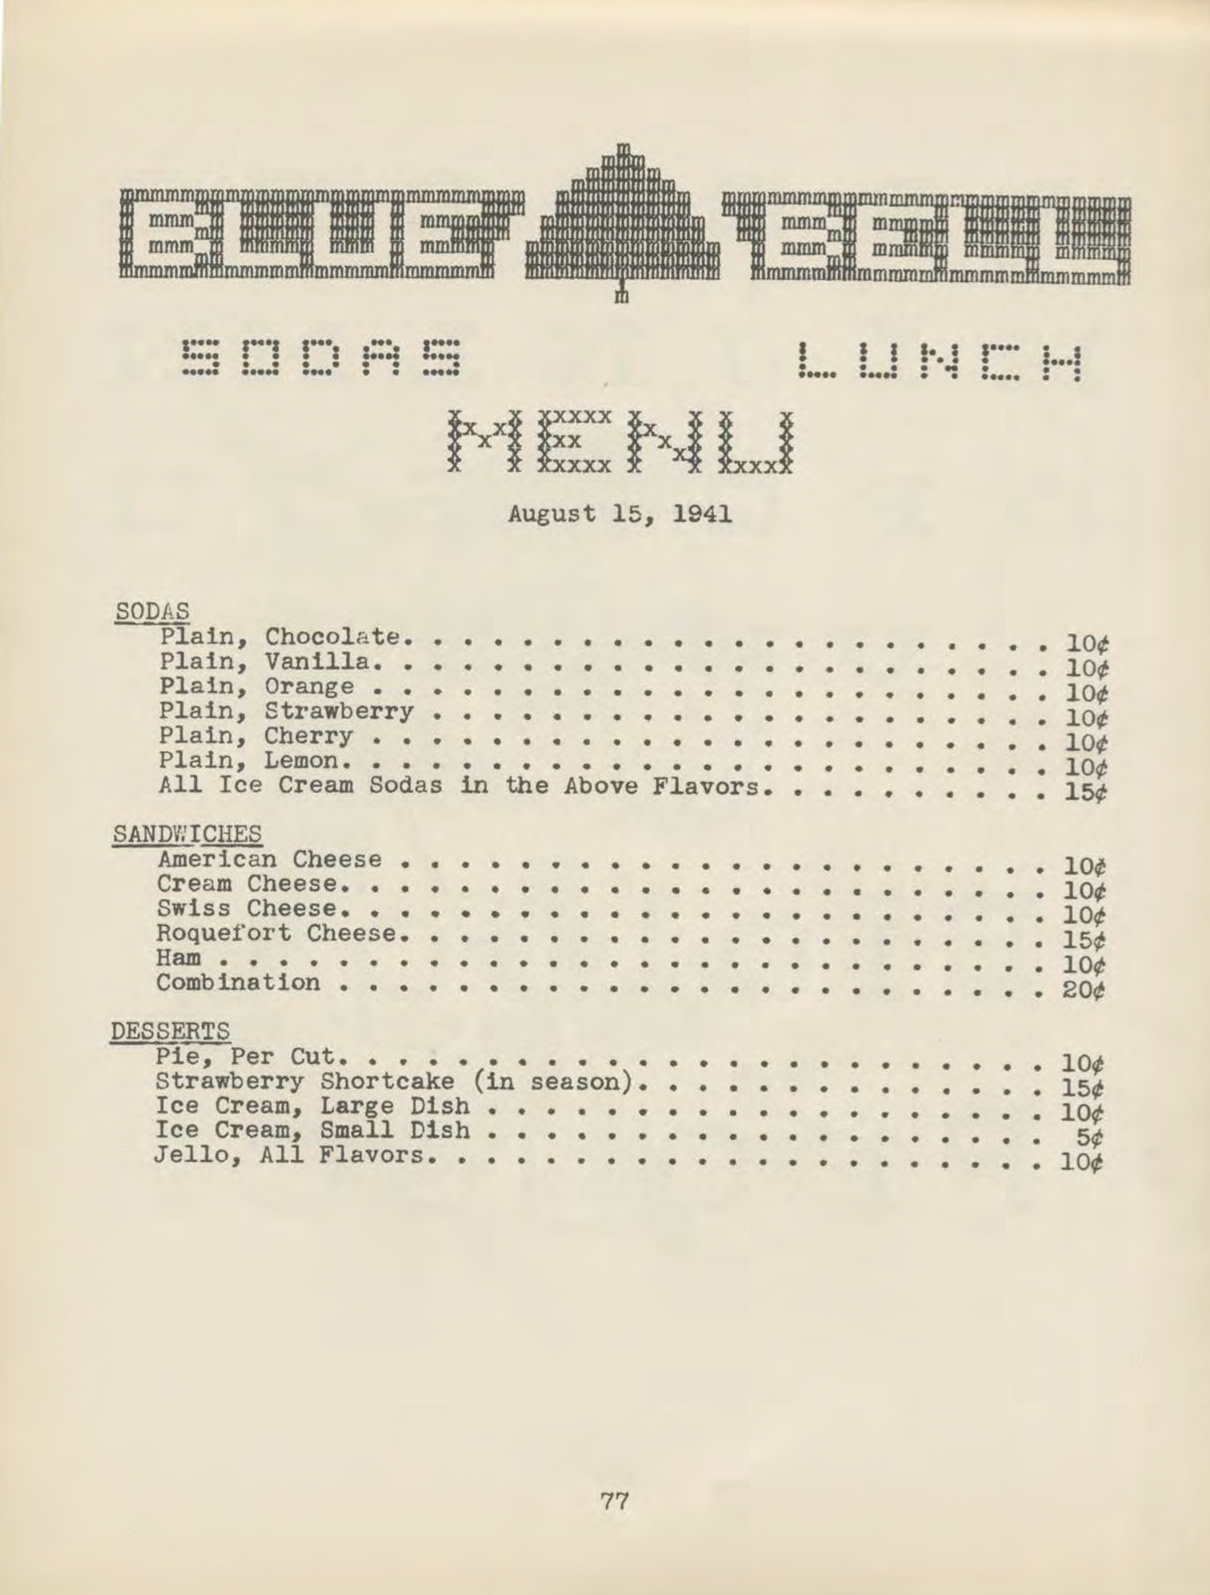 BLUE BELL
SODAS LUNCH
MENU
August 15, 1941
SODAS
Plain, Chocolate. . . . . . . . . . . . . . . . . . . . . . 10¢
Plain, Vanilla. . . . . . . . . . . . . . . . . . . . . . . 10¢
Plain, Orange . . . . . . . . . . . . . . . . . . . . . . . 10¢
Plain, Strawberry . . . . . . . . . . . . . . . . . . . . . 10¢
Plain, Cherry . . . . . . . . . . . . . . . . . . . . . . . 10¢
Plain, Lemon. . . . . . . . . . . . . . . . . . . . . . . . 10¢
All Ice Cream Sodas in the Above Flavors. . . . . . . . . . 15¢
SANDWICHES
American Cheese . . . . . . . . . . . . . . . . . . . . . . 10¢
Cream Cheese. . . . . . . . . . . . . . . . . . . . . . . . 10¢
Swiss Cheese. . . . . . . . . . . . . . . . . . . . . . . . 10¢
Roquefort Cheese. . . . . . . . . . . . . . . . . . . . . . 15¢
Ham . . . . . . . . . . . . . . . . . . . . . . . . . . . . 10¢
Combination . . . . . . . . . . . . . . . . . . . . . . . . 20¢
DESSERTS
Pie, Per Cut. . . . . . . . . . . . . . . . . . . . . . . . 10¢
Strawberry Shortcake (in season). . . . . . . . . . . . . . 15¢
Ice Cream, Large Dish . . . . . . . . . . . . . . . . . . . 10¢
Ice Cream, Small Dish . . . . . . . . . . . . . . . . . . . 5¢
Jello, All Flavors. . . . . . . . . . . . . . . . . . . . . 10¢
77